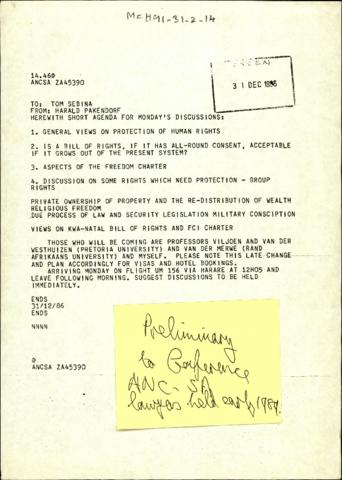 McH91-31-2-14
31 DEC 1986
14.46@
ANCSA ZA45390
TO: TOM SEBINA
FROM: HARALD PAKENDORF
HEREWITH SHORT AGENDA FOR MONDAY'S DISCUSSIONS:
1. GENERAL VIEWS ON PROTECTION OF HUMAN RIGHTS
2. IS A BILL OF RIGHTS, IF IT HAS ALL-ROUND CONSENT, ACCEPTABLE
IF IT GROWS OUT OF THE PRESENT SYSTEM?
3. ASPECTS OF THE FREEDOM CHARTER
4. DISCUSSION ON SOME RIGHTS WHICH NEED PROTECTION - GROUP
RIGHTS
PRIVATE OWNERSHIP OF PROPERTY AND THE RE-DISTRIBUTION OF WEALTH
RELIGIOUS FREEDOM
DUE PROCESS OF LAW AND SECURITY LEGISLATION MILITARY CONSCIPTION
VIEWS ON KWA-NATAL BILL OF RIGHTS AND FCI CHARTER
THOSE WHO WILL BE COMING ARE PROFESSORS VILJOEN AND VAN DER
WESTHUIZEN (PRETORIA UNIVERSITY) AND VAN DER MERWE (RAND
AFRIKAANS UNIVERSITY) AND MYSELF. PLEASE NOTE THIS LATE CHANGE
AND PLAN ACCORDINGLY FOR VISAS AND HOTEL BOOKINGS.
ARRIVING MONDAY ON FLIGHT UM 156 VIA HARARE AT 12H05 AND
LEAVE FOLLOWING MORNING. SUGGEST DISCUSSIONS TO BE HELD
IMMEDIATELY.
ENDS
31/12/86
ENDS
NNNN
@
ANCSA ZA45390
Preliminary
to Conference
ANC - SA
lawyers held early 1987.